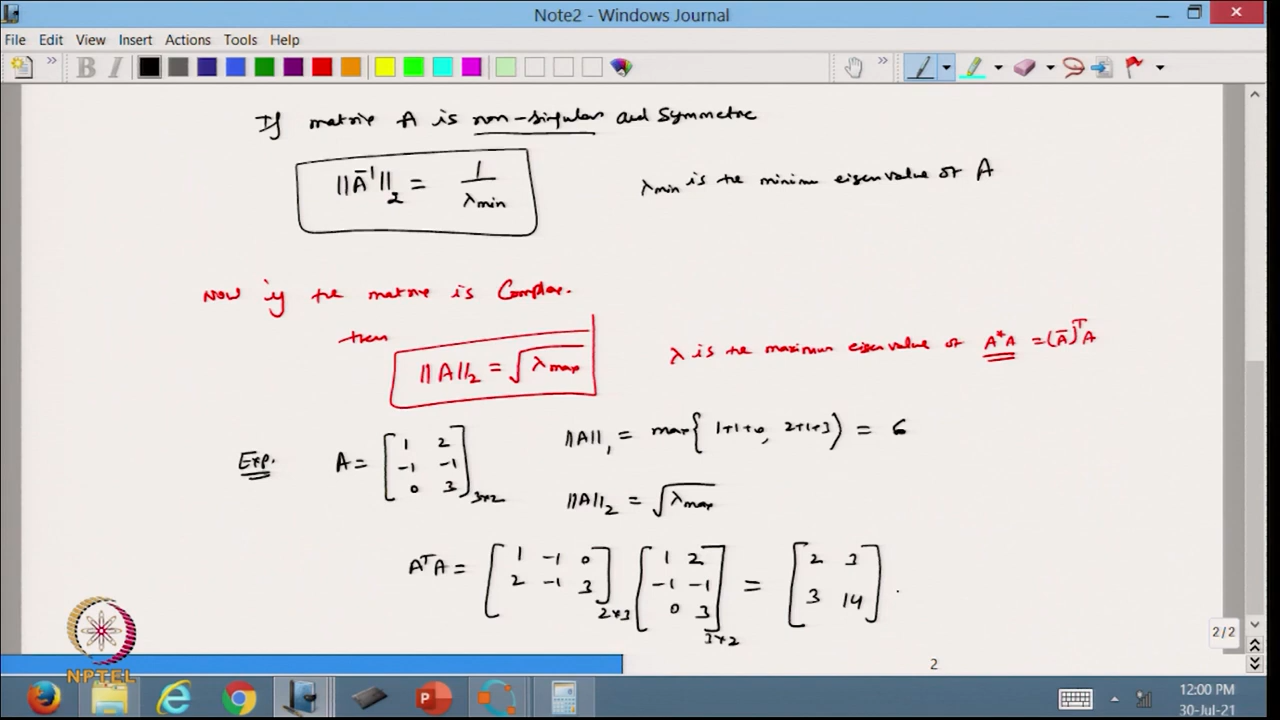 Note2 - Windows Journal
File Edit View Insert Actions Tools Help
If matrix A is non-singular and Symmetric
||A⁻¹||₂ = 1/λmin
λmin is the minimum eigenvalue of A
Now if the matrix is Complex.
then
||A||₂ = √λmax
λ is the maximum eigenvalue of A*A = (Ā)ᵀA
Exp. A = [1 2; -1 -1; 0 3]3×2
||A||₁ = max{1+1+0, 2+1+3} = 6
||A||₂ = √λmax
AᵀA = [1 -1 0; 2 -1 3]2×3 [1 2; -1 -1; 0 3]3×2 = [2 3; 3 14].
2/2
2
NPTEL
12:00 PM
30-Jul-21